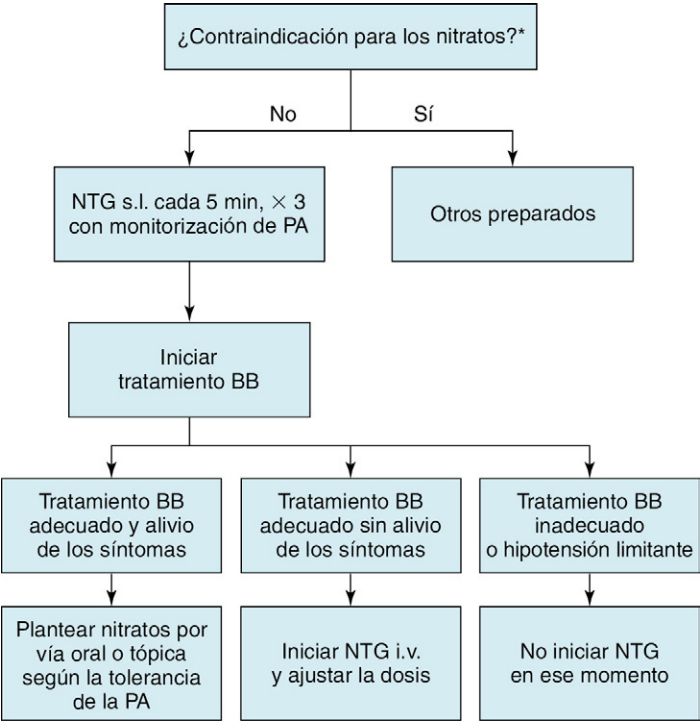 ¿Contraindicación para los nitratos?*
No
Sí
NTG s.l. cada 5 min, × 3
con monitorización de PA
Otros preparados
Iniciar
tratamiento BB
Tratamiento BB
adecuado y alivio
de los síntomas
Tratamiento BB
adecuado sin alivio
de los síntomas
Tratamiento BB
inadecuado
o hipotensión limitante
Plantear nitratos por
vía oral o tópica
según la tolerancia
de la PA
Iniciar NTG i.v.
y ajustar la dosis
No iniciar NTG
en ese momento